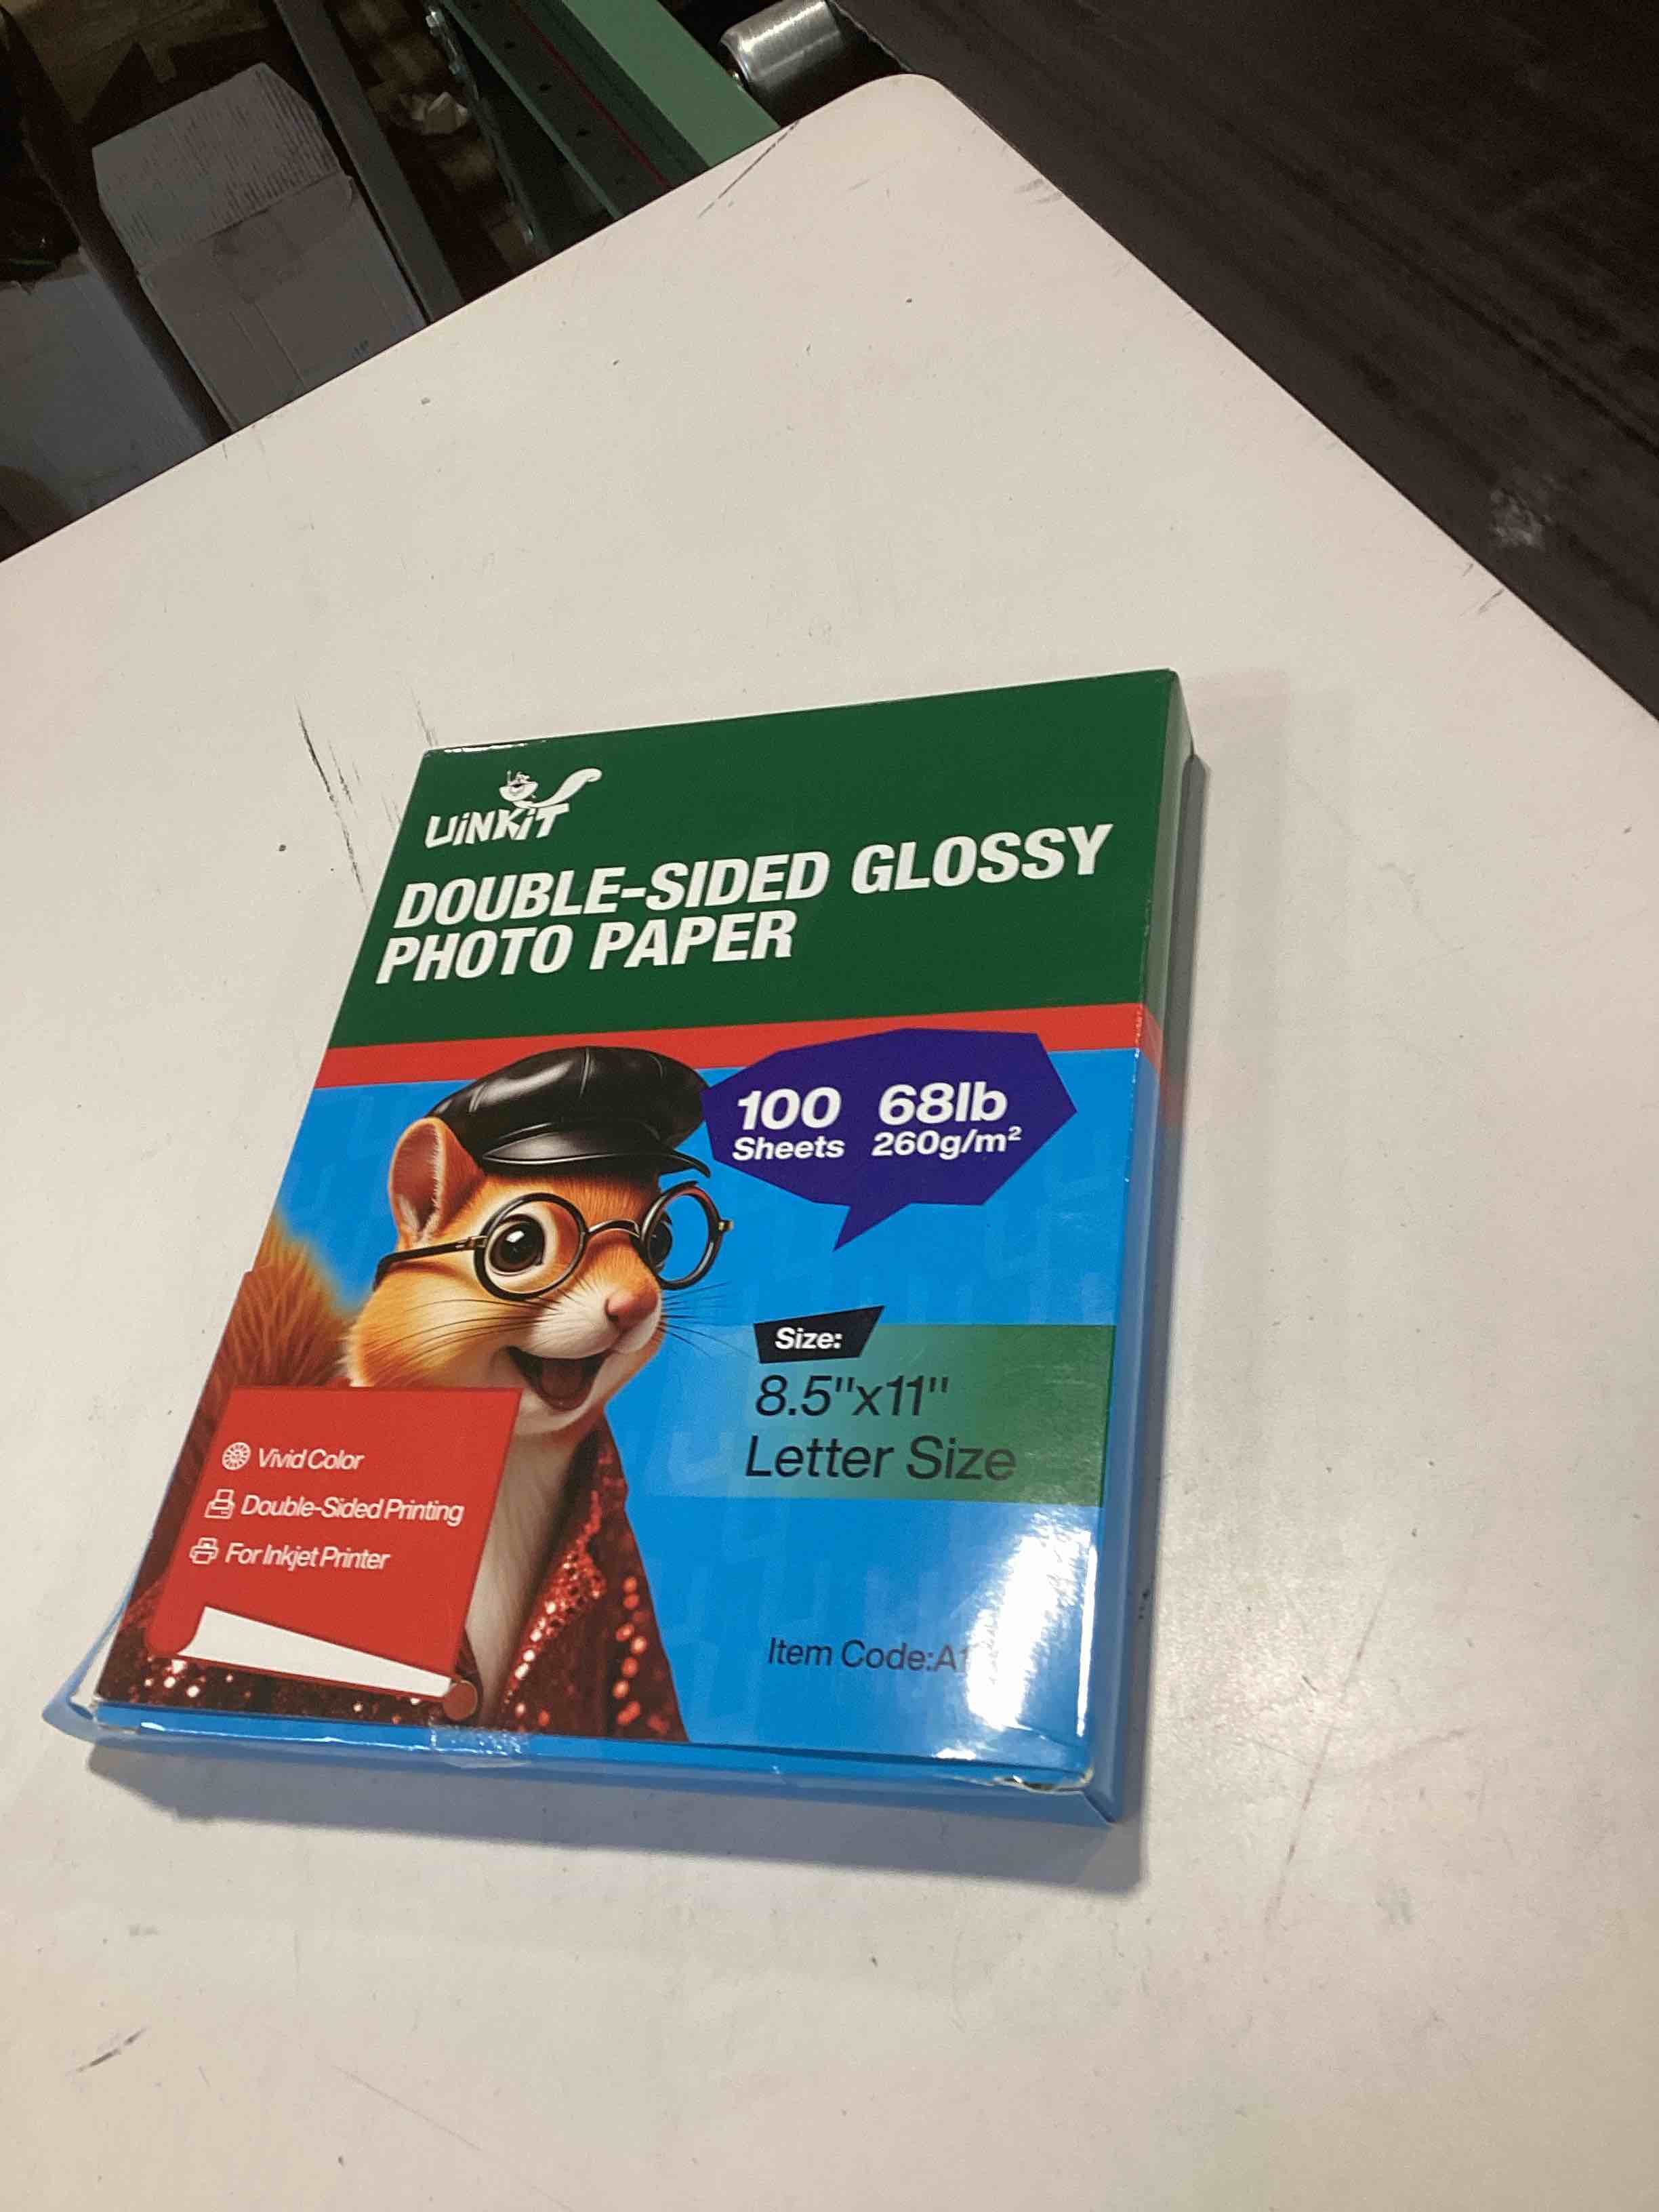 UiNKiT
DOUBLE-SIDED GLOSSY
PHOTO PAPER
100 68lb
Sheets 260g/m²
Size:
8.5"x11"
Letter Size
Vivid Color
Double-Sided Printing
For Inkjet Printer
Item Code: